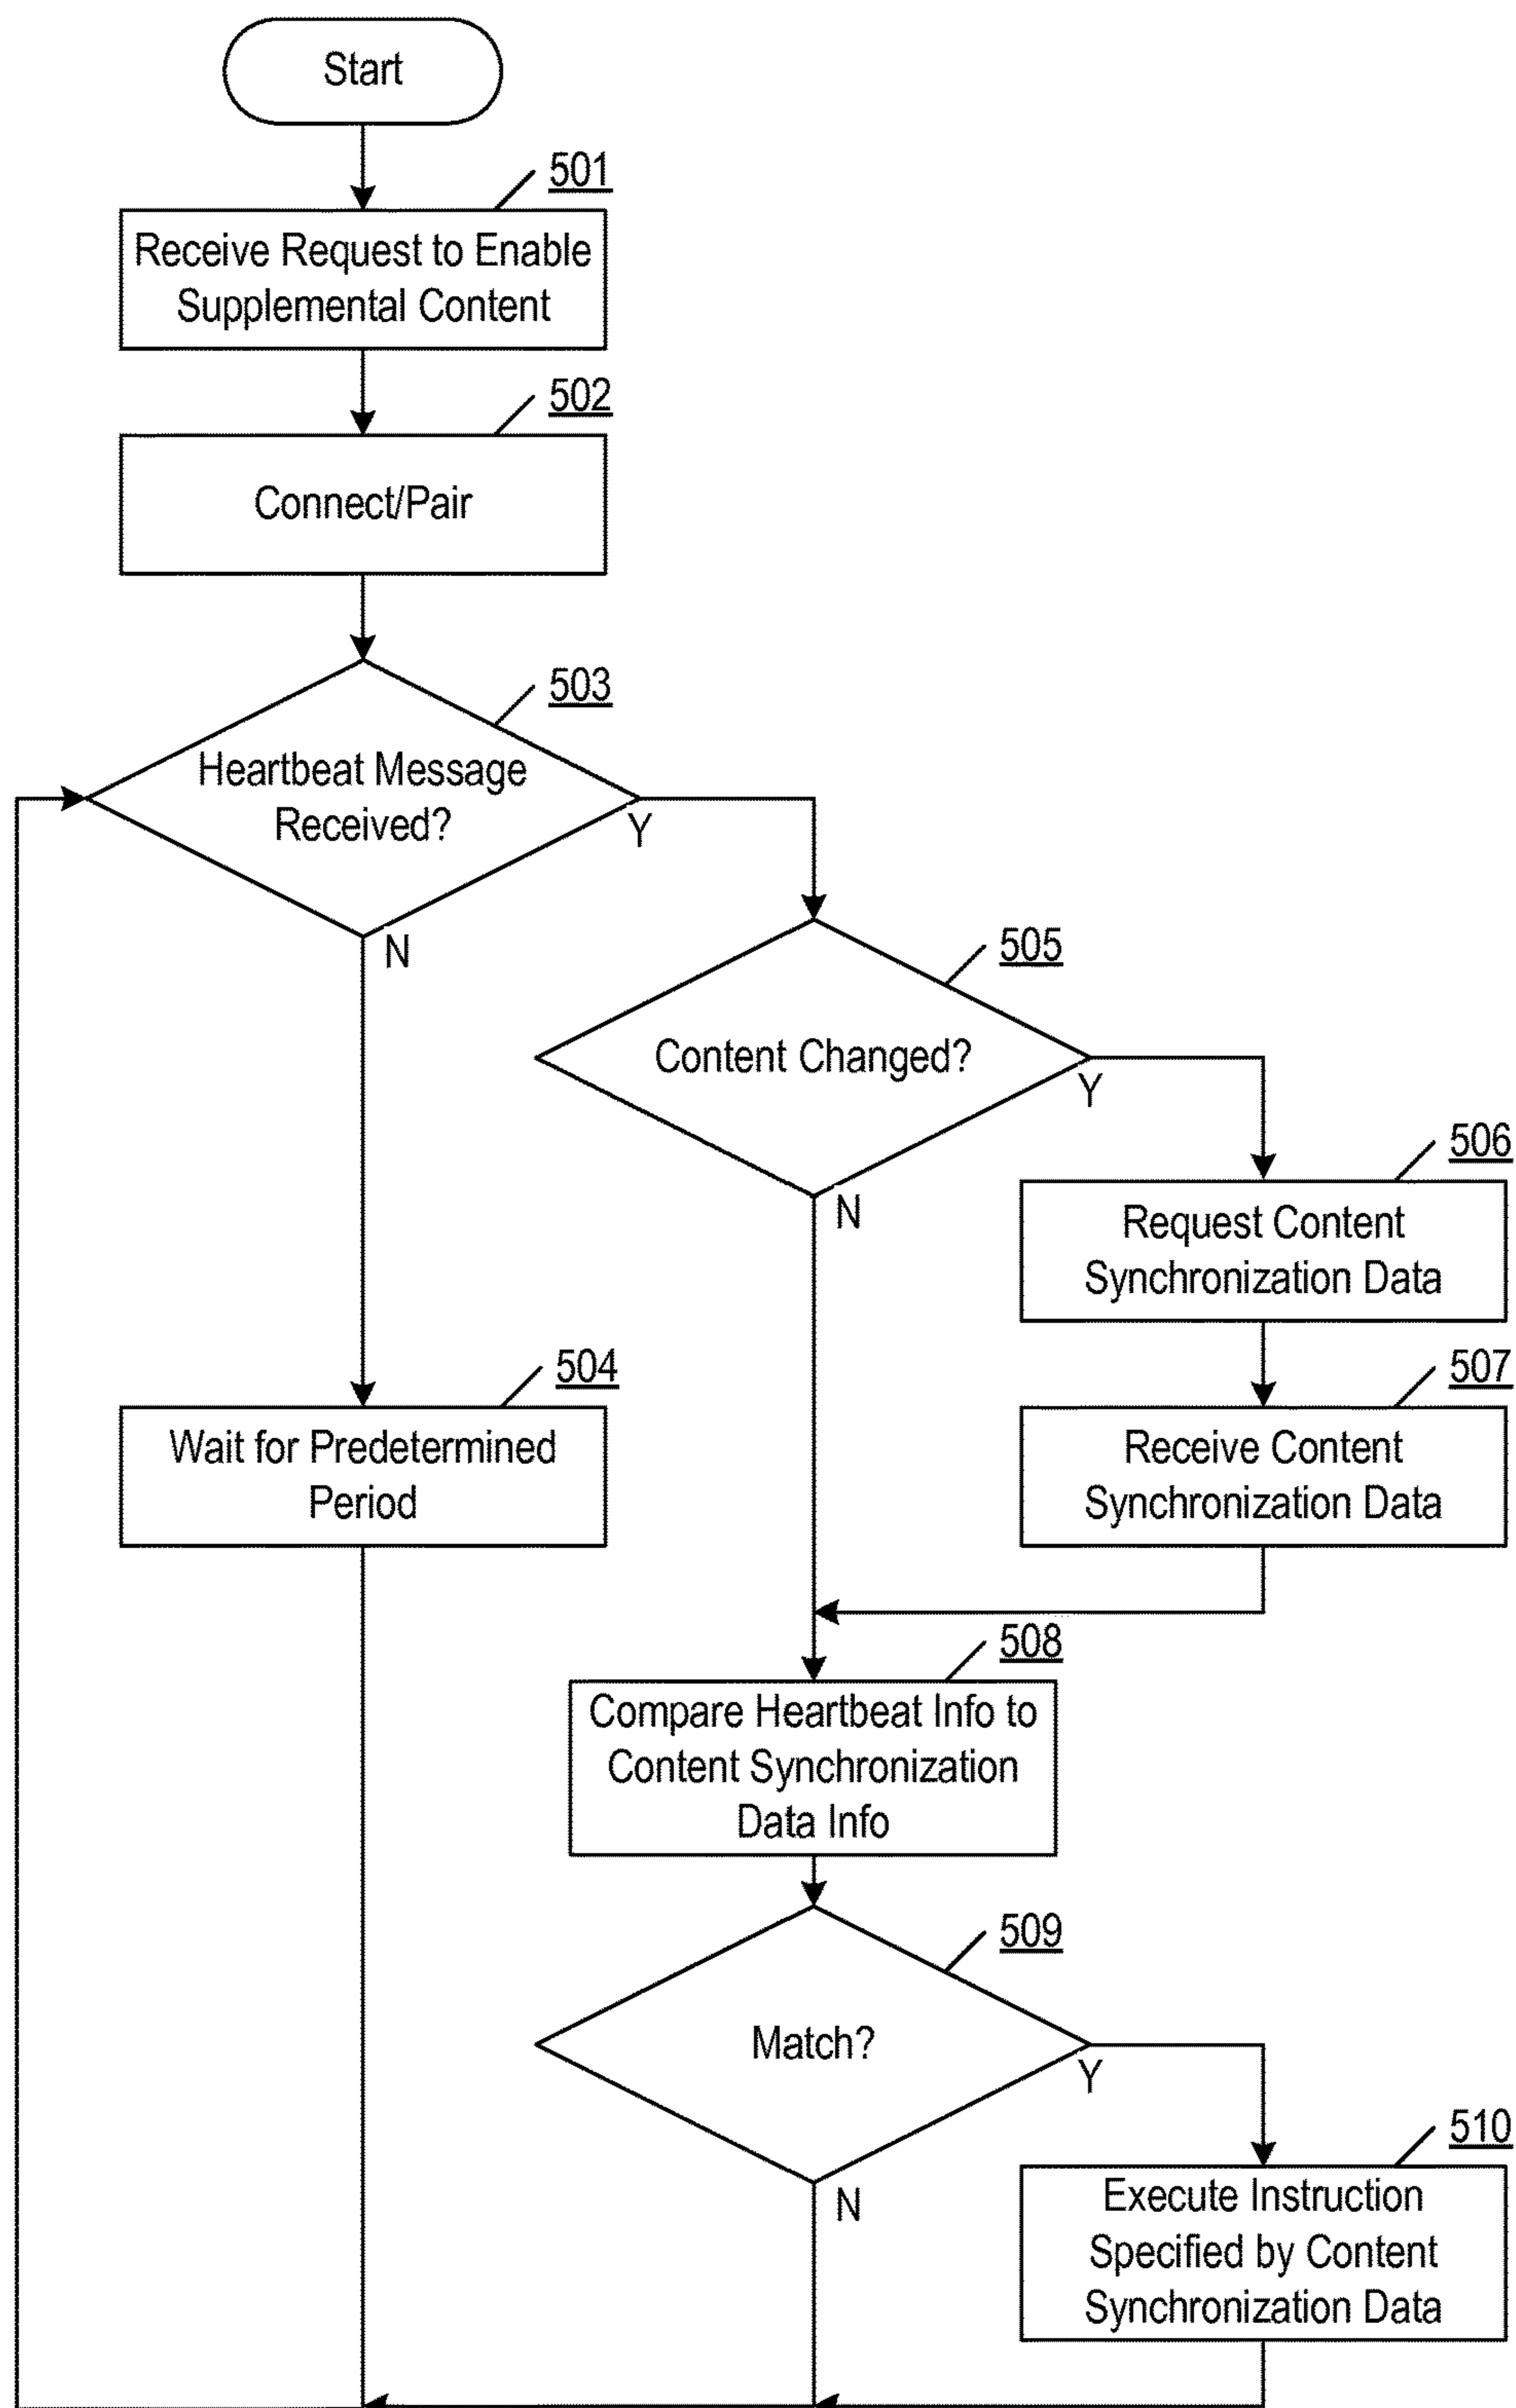 Start
501
Receive Request to Enable
Supplemental Content
502
Connect/Pair
503
Heartbeat Message
Received?
Y
N
505
Content Changed?
Y
N
506
Request Content
Synchronization Data
504
Wait for Predetermined
Period
507
Receive Content
Synchronization Data
508
Compare Heartbeat Info to
Content Synchronization
Data Info
509
Match?
Y
N
510
Execute Instruction
Specified by Content
Synchronization Data